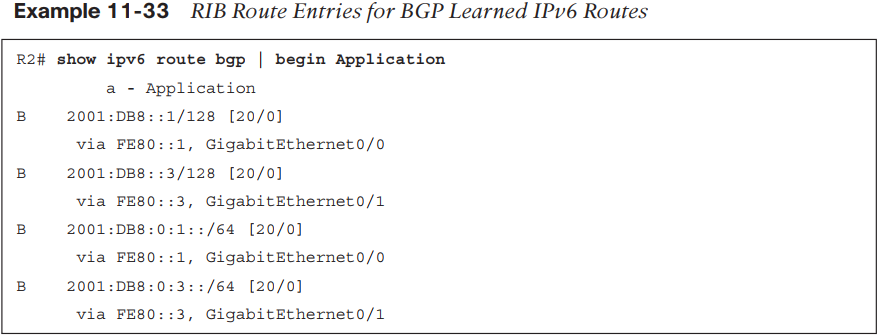 Example 11-33 RIB Route Entries for BGP Learned IPv6 Routes
R2# show ipv6 route bgp | begin Application
a - Application
B 2001:DB8::1/128 [20/0]
via FE80::1, GigabitEthernet0/0
B 2001:DB8::3/128 [20/0]
via FE80::3, GigabitEthernet0/1
B 2001:DB8:0:1::/64 [20/0]
via FE80::1, GigabitEthernet0/0
B 2001:DB8:0:3::/64 [20/0]
via FE80::3, GigabitEthernet0/1